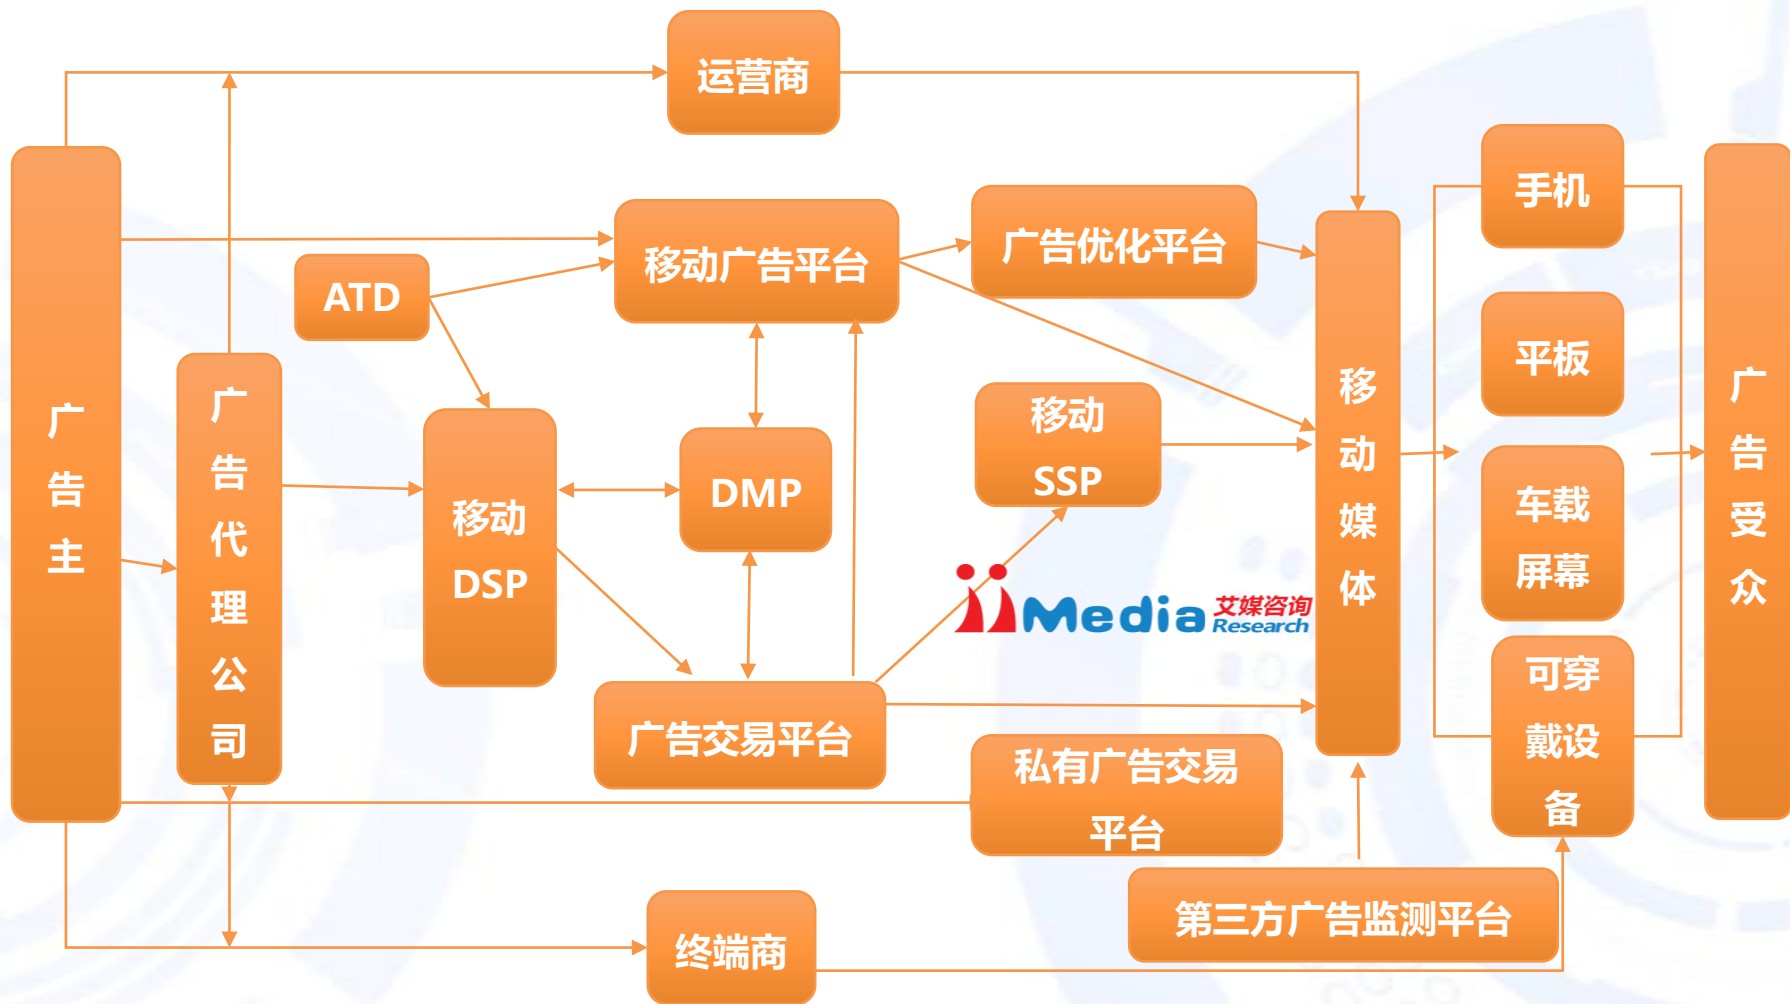 运营商
广告主
广告代理公司
ATD
移动广告平台
广告优化平台
移动
DSP
DMP
移动
SSP
iiMedia 艾媒咨询
Research
广告交易平台
私有广告交易
平台
移动媒体
第三方广告监测平台
终端商
手机
平板
车载
屏幕
可穿
戴设
备
广告受众